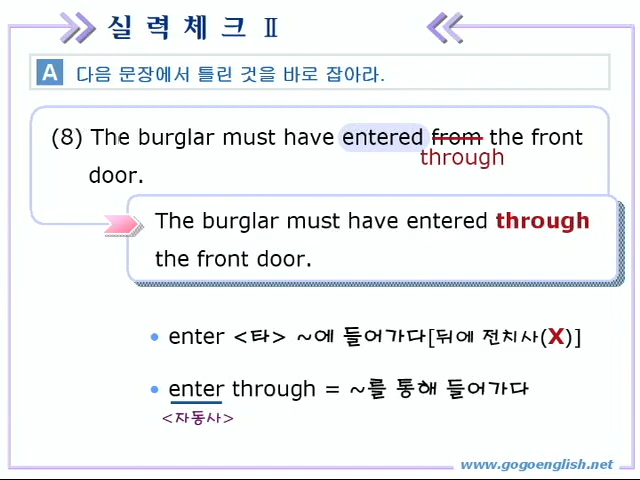 실 력 체 크 Ⅱ
A 다음 문장에서 틀린 것을 바로 잡아라.
(8) The burglar must have entered from the front
through
door.
The burglar must have entered through
the front door.
• enter <타> ~에 들어가다[뒤에 전치사(X)]
• enter through = ~를 통해 들어가다
<자동사>
www.gogoenglish.net